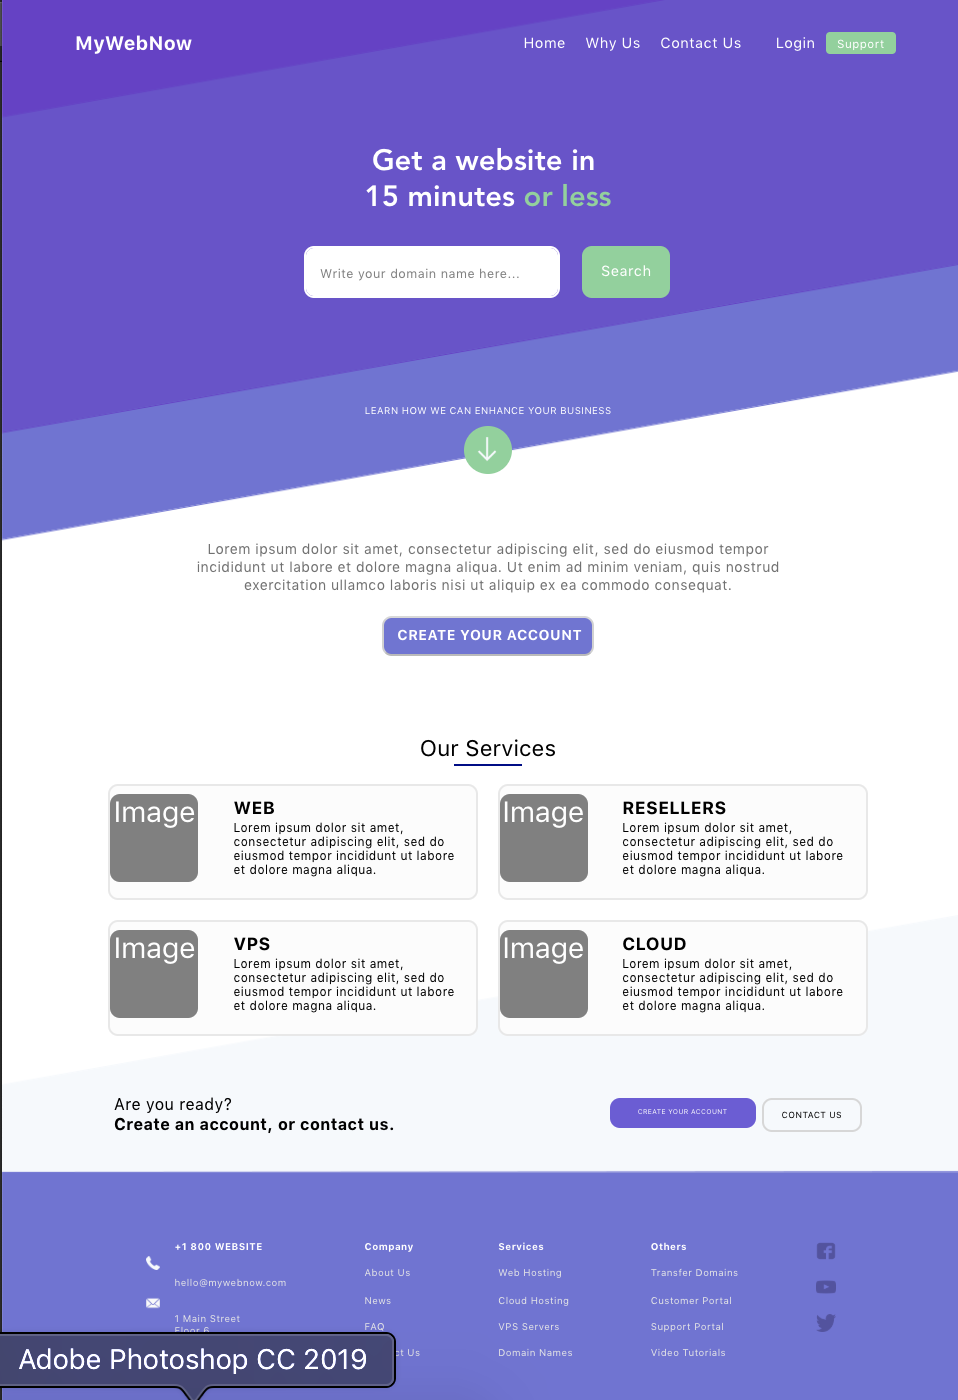 MyWebNow
Home Why Us Contact Us Login Support
Get a website in
15 minutes or less
Write your domain name here...
Search
LEARN HOW WE CAN ENHANCE YOUR BUSINESS
Lorem ipsum dolor sit amet, consectetur adipiscing elit, sed do eiusmod tempor
incididunt ut labore et dolore magna aliqua. Ut enim ad minim veniam, quis nostrud
exercitation ullamco laboris nisi ut aliquip ex ea commodo consequat.
CREATE YOUR ACCOUNT
Our Services
Image
WEB
Lorem ipsum dolor sit amet,
consectetur adipiscing elit, sed do
eiusmod tempor incididunt ut labore
et dolore magna aliqua.
Image
RESELLERS
Lorem ipsum dolor sit amet,
consectetur adipiscing elit, sed do
eiusmod tempor incididunt ut labore
et dolore magna aliqua.
Image
VPS
Lorem ipsum dolor sit amet,
consectetur adipiscing elit, sed do
eiusmod tempor incididunt ut labore
et dolore magna aliqua.
Image
CLOUD
Lorem ipsum dolor sit amet,
consectetur adipiscing elit, sed do
eiusmod tempor incididunt ut labore
et dolore magna aliqua.
Are you ready?
Create an account, or contact us.
CREATE YOUR ACCOUNT
CONTACT US
+1 800 WEBSITE
hello@mywebnow.com
1 Main Street
Floor 6
Company
About Us
News
FAQ
ct Us
Services
Web Hosting
Cloud Hosting
VPS Servers
Domain Names
Others
Transfer Domains
Customer Portal
Support Portal
Video Tutorials
Adobe Photoshop CC 2019